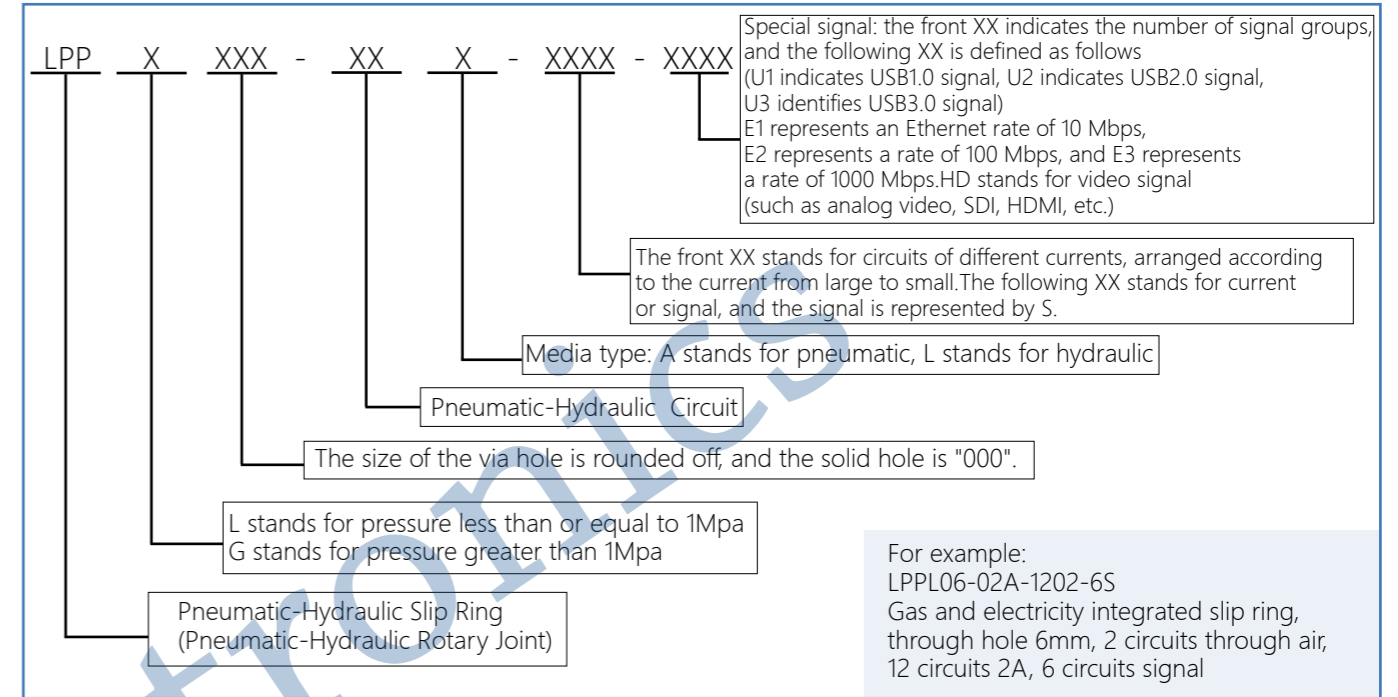 LPP X XXX - XX X - XXXX - XXXX
Special signal: the front XX indicates the number of signal groups,
and the following XX is defined as follows
(U1 indicates USB1.0 signal, U2 indicates USB2.0 signal,
U3 identifies USB3.0 signal)
E1 represents an Ethernet rate of 10 Mbps,
E2 represents a rate of 100 Mbps, and E3 represents
a rate of 1000 Mbps.HD stands for video signal
(such as analog video, SDI, HDMI, etc.)
The front XX stands for circuits of different currents, arranged according
to the current from large to small.The following XX stands for current
or signal, and the signal is represented by S.
Media type: A stands for pneumatic, L stands for hydraulic
Pneumatic-Hydraulic Circuit
The size of the via hole is rounded off, and the solid hole is "000".
L stands for pressure less than or equal to 1Mpa
G stands for pressure greater than 1Mpa
Pneumatic-Hydraulic Slip Ring
(Pneumatic-Hydraulic Rotary Joint)
For example:
LPPL06-02A-1202-6S
Gas and electricity integrated slip ring,
through hole 6mm, 2 circuits through air,
12 circuits 2A, 6 circuits signal
tronics